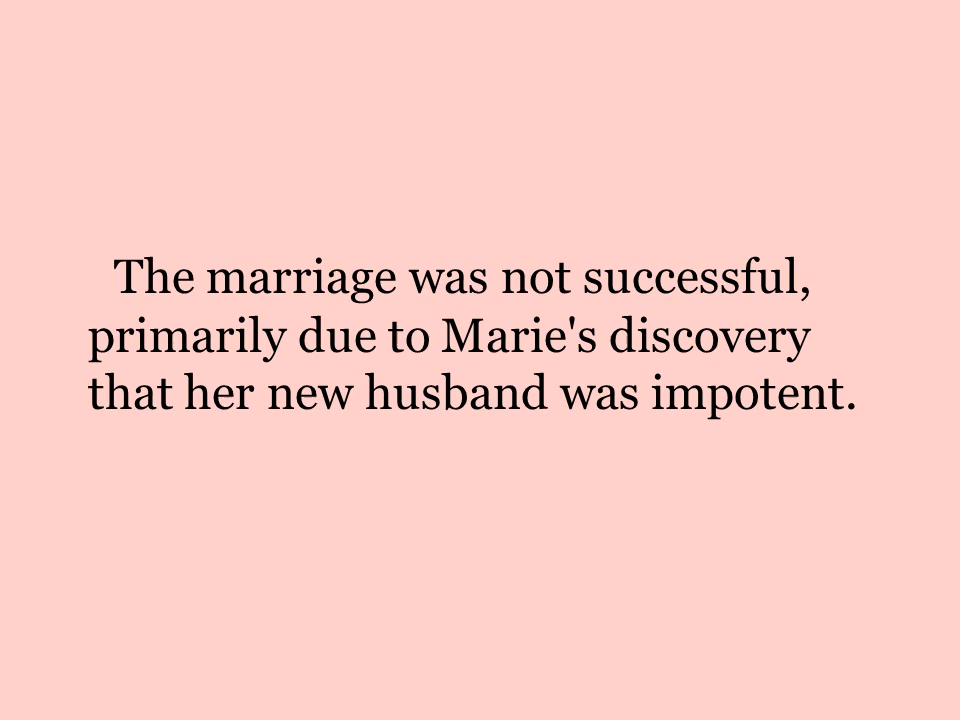 The marriage was not successful,
primarily due to Marie's discovery
that her new husband was impotent.